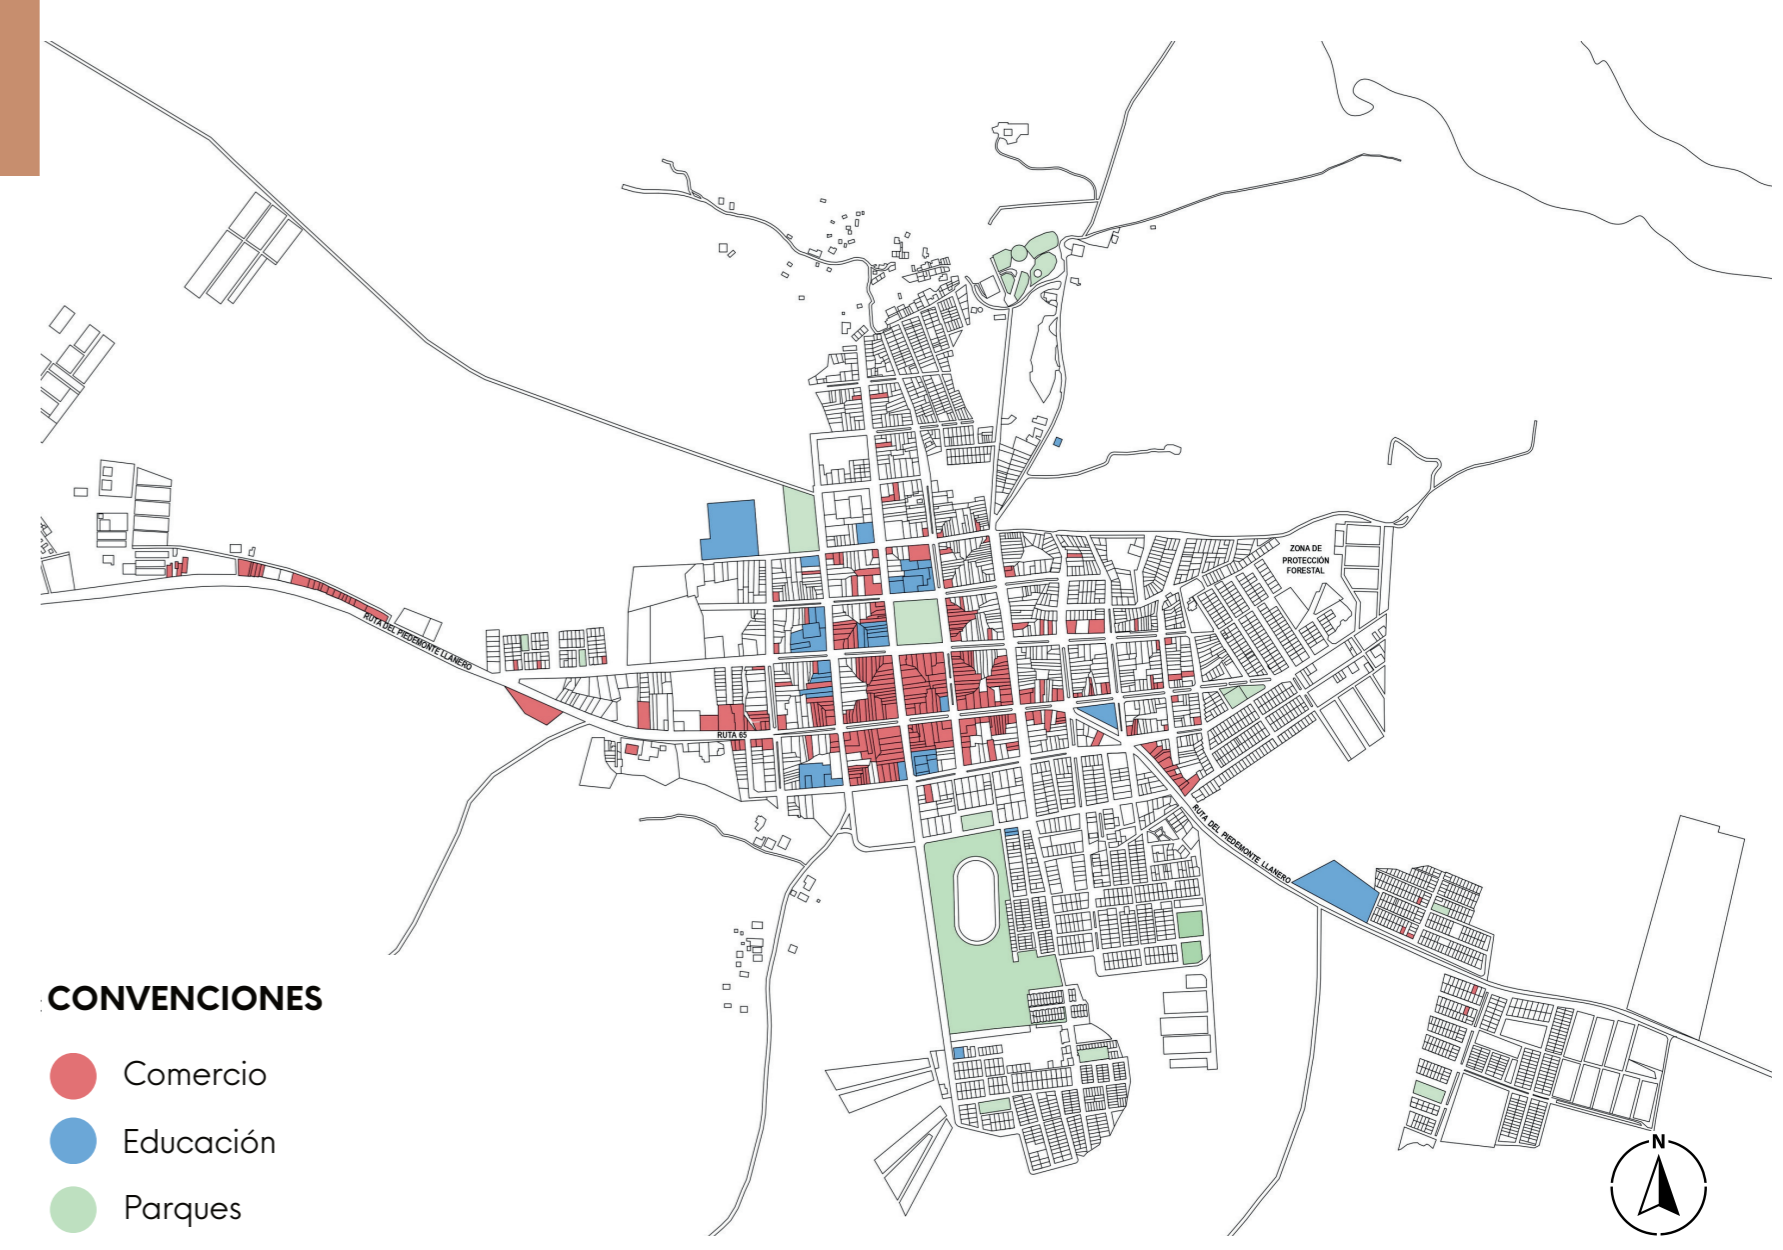 ZONA DE
PROTECCIÓN
FORESTAL
RUTA DEL PIEDEMONTE LLANERO
RUTA 65
RUTA DEL PIEDEMONTE LLANERO
CONVENCIONES
Comercio
Educación
Parques
N